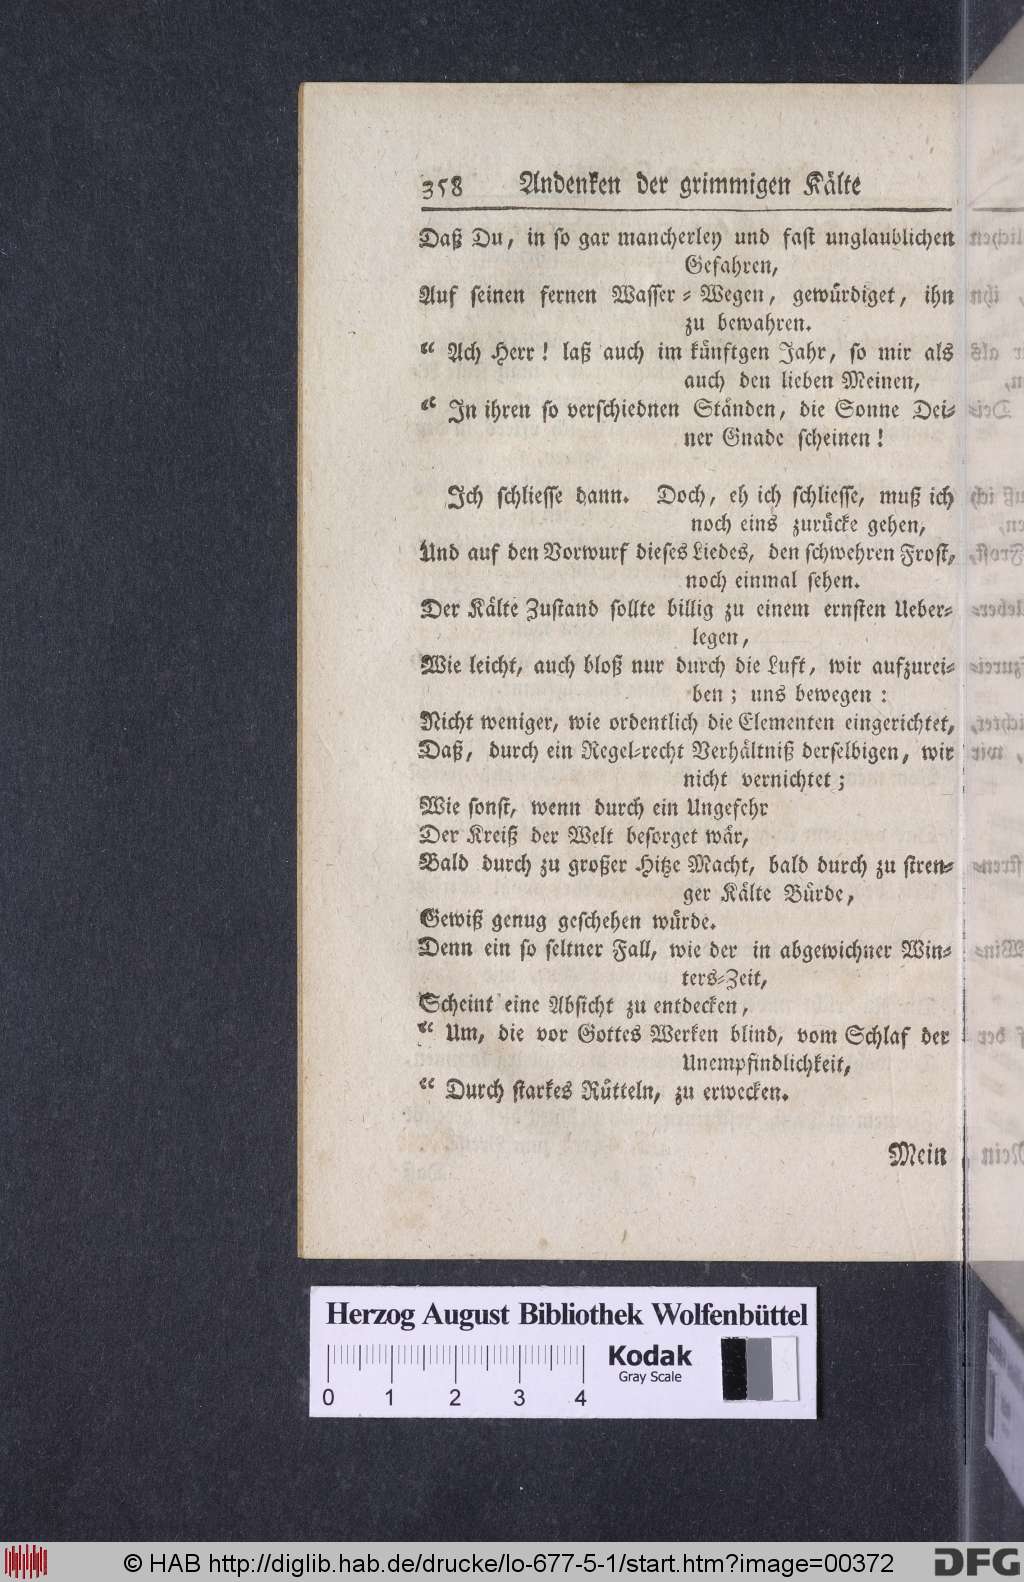 358 Andenken der grimmigen Kälte
Daß Du, in so gar mancherley und fast unglaublichen
Gefahren,
Auf seinen fernen Wasser-Wegen, gewürdiget, ihn
zu bewahren.
“ Ach Herr! laß auch im künftgen Jahr, so mir als
auch den lieben Meinen,
“ In ihren so verschiednen Ständen, die Sonne Dei-
ner Gnade scheinen!
Ich schliesse dann. Doch, eh ich schliesse, muß ich
noch eins zurücke gehen,
Und auf den Vorwurf dieses Liedes, den schwehren Frost,
noch einmal sehen.
Der Kälte Zustand sollte billig zu einem ernsten Ueber-
legen,
Wie leicht, auch bloß nur durch die Luft, wir aufzurei-
ben; uns bewegen:
Nicht weniger, wie ordentlich die Elementen eingerichtet,
Daß, durch ein Regel-recht Verhältniß derselbigen, wir
nicht vernichtet;
Wie sonst, wenn durch ein Ungefehr
Der Kreiß der Welt besorget wär,
Bald durch zu großer Hitze Macht, bald durch zu stren-
ger Kälte Bürde,
Gewiß genug geschehen würde.
Denn ein so seltner Fall, wie der in abgewichner Win-
ters-Zeit,
Scheint eine Absicht zu entdecken,
“ Um, die vor Gottes Werken blind, vom Schlaf der
Unempfindlichkeit,
“ Durch starkes Rütteln, zu erwecken.
Mein
Herzog August Bibliothek Wolfenbüttel
Kodak
Gray Scale
0 1 2 3 4
© HAB http://diglib.hab.de/drucke/lo-677-5-1/start.htm?image=00372
DFG